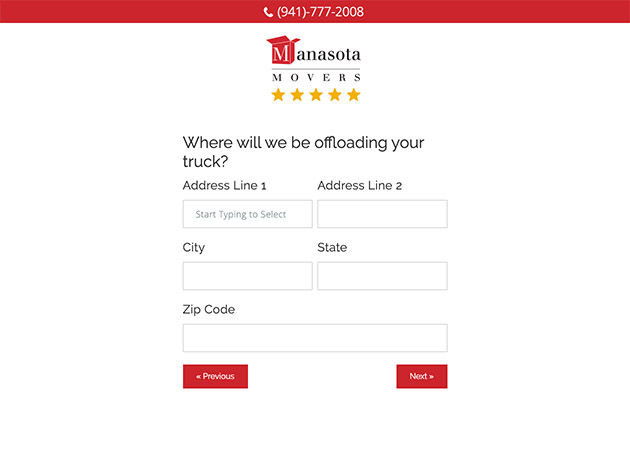 (941)-777-2008
Manasota
MOVERS
Where will we be offloading your
truck?
Address Line 1
Address Line 2
Start Typing to Select
City
State
Zip Code
« Previous
Next »